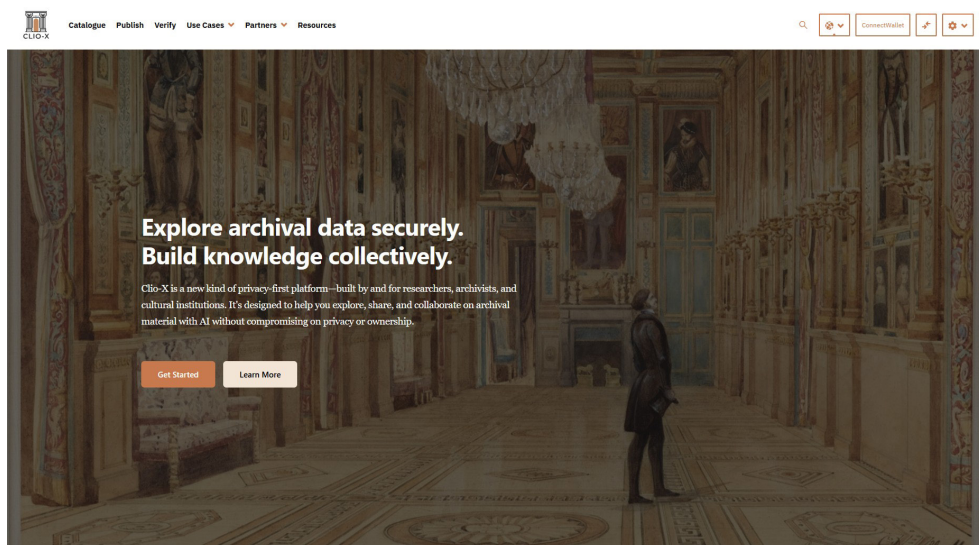 CLIO-X
Catalogue Publish Verify Use Cases Partners Resources
ConnectWallet
Explore archival data securely.
Build knowledge collectively.
Clio-X is a new kind of privacy-first platform—built by and for researchers, archivists, and
cultural institutions. It's designed to help you explore, share, and collaborate on archival
material with AI without compromising on privacy or ownership.
Get Started Learn More